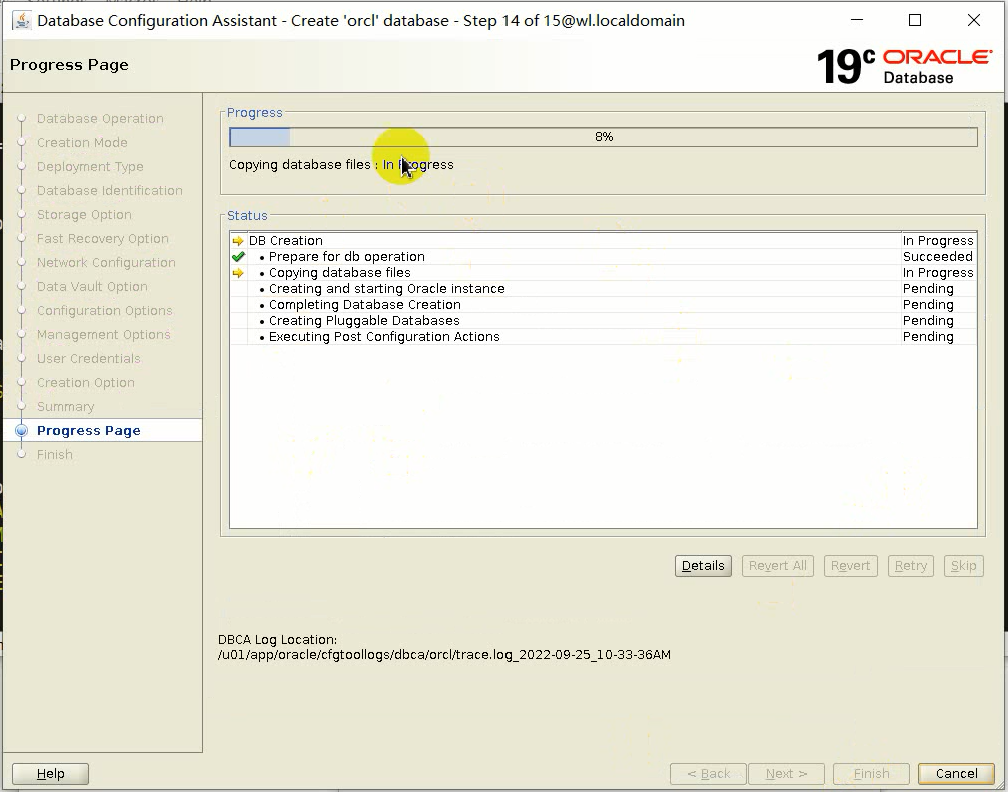 Database Configuration Assistant - Create 'orcl' database - Step 14 of 15@wl.localdomain
Progress Page
19c ORACLE
Database
Database Operation
Creation Mode
Deployment Type
Database Identification
Storage Option
Fast Recovery Option
Network Configuration
Data Vault Option
Configuration Options
Management Options
User Credentials
Creation Option
Summary
Progress Page
Finish
Progress
8%
Copying database files : In Progress
Status
DB Creation In Progress
• Prepare for db operation Succeeded
• Copying database files In Progress
• Creating and starting Oracle instance Pending
• Completing Database Creation Pending
• Creating Pluggable Databases Pending
• Executing Post Configuration Actions Pending
Details Revert All Revert Retry Skip
DBCA Log Location:
/u01/app/oracle/cfgtoollogs/dbca/orcl/trace.log_2022-09-25_10-33-36AM
Help < Back Next > Finish Cancel